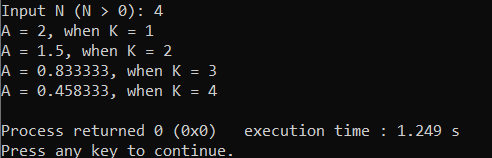 Input N (N > 0): 4
A = 2, when K = 1
A = 1.5, when K = 2
A = 0.833333, when K = 3
A = 0.458333, when K = 4
Process returned 0 (0x0)   execution time : 1.249 s
Press any key to continue.